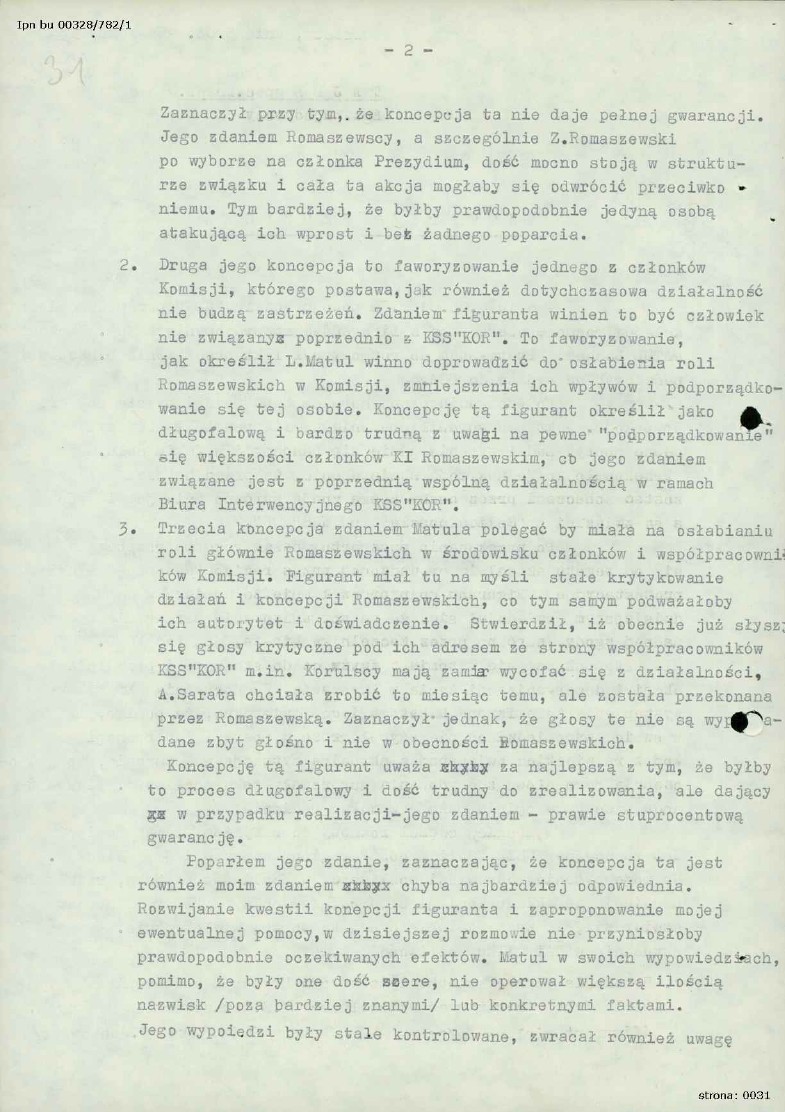 Ipn bu 00328/782/1
31
- 2 -
Zaznaczył przy tym,. że koncepcja ta nie daje pełnej gwarancji.
Jego zdaniem Romaszewscy, a szczególnie Z.Romaszewski
po wyborze na członka Prezydium, dość mocno stoją w struktu-
rze związku i cała ta akcja mogłaby się odwrócić przeciwko
niemu. Tym bardziej, że byłby prawdopodobnie jedyną osobą
atakującą ich wprost i bez żadnego poparcia.
2. Druga jego koncepcja to faworyzowanie jednego z członków
Komisji, którego postawa,jak również dotychczasowa działalność
nie budzą zastrzeżeń. Zdaniem figuranta winien to być człowiek
nie związany poprzednio z KSS"KOR". To faworyzowanie,
jak określił L.Matul winno doprowadzić do osłabienia roli
Romaszewskich w Komisji, zmniejszenia ich wpływów i podporządko-
wanie się tej osobie. Koncepcję tą figurant określił jako
długofalową i bardzo trudną z uwagi na pewne "podporządkowanie"
się większości członków KI Romaszewskim, co jego zdaniem
związane jest z poprzednią wspólną działalnością w ramach
Biura Interwencyjnego KSS"KOR".
3. Trzecia koncepcja zdaniem Matula polegać by miała na osłabianiu
roli głównie Romaszewskich w środowisku członków i współpracowni
ków Komisji. Figurant miał tu na myśli stałe krytykowanie
działań i koncepcji Romaszewskich, co tym samym podważałoby
ich autorytet i doświadczenie. Stwierdził, iż obecnie już słysz
się głosy krytyczne pod ich adresem ze strony współpracowników
KSS"KOR" m.in. Korulscy mają zamiar wycofać się z działalności,
A.Sarata chciała zrobić to miesiąc temu, ale została przekonana
przez Romaszewską. Zaznaczył jednak, że głosy te nie są wyp a-
dane zbyt głośno i nie w obecności Romaszewskich.
Koncepcję tą figurant uważa za najlepszą z tym, że byłby
to proces długofalowy i dość trudny do zrealizowania, ale dający
w przypadku realizacji-jego zdaniem - prawie stuprocentową
gwarancję.
Poparłem jego zdanie, zaznaczając, że koncepcja ta jest
również moim zdaniem chyba najbardziej odpowiednia.
Rozwijanie kwestii konepcji figuranta i zaproponowanie mojej
ewentualnej pomocy,w dzisiejszej rozmowie nie przyniosłoby
prawdopodobnie oczekiwanych efektów. Matul w swoich wypowiedziach,
pomimo, że były one dość szere, nie operował większą ilością
nazwisk /poza bardziej znanymi/ lub konkretnymi faktami.
Jego wypoiedzi były stale kontrolowane, zwracał również uwagę
strona: 0031